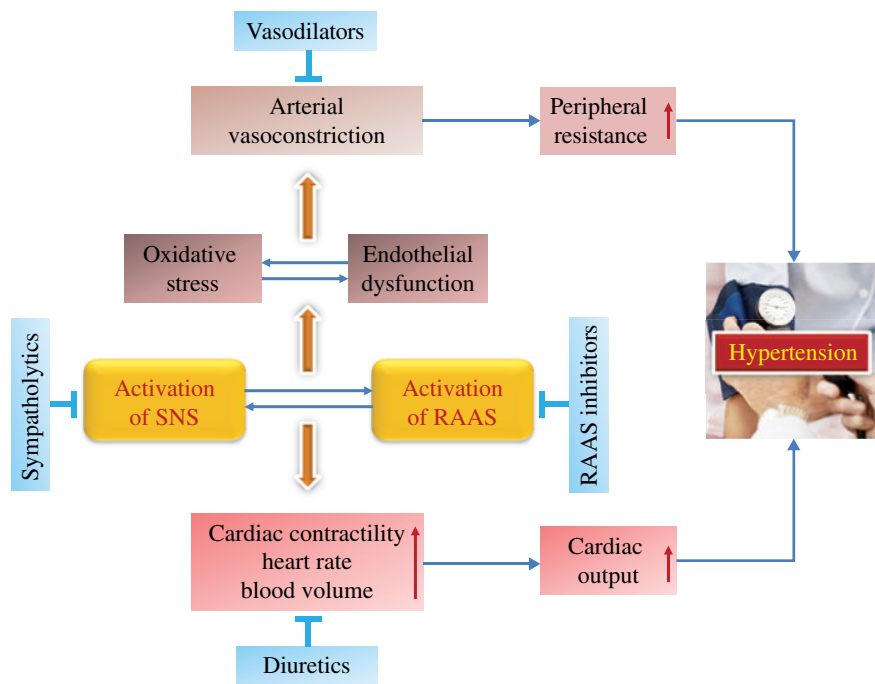 Vasodilators
Arterial
vasoconstriction
Peripheral
resistance
Oxidative
stress
Endothelial
dysfunction
Sympatholytics
Activation
of SNS
Activation
of RAAS
RAAS inhibitors
Hypertension
Cardiac contractility
heart rate
blood volume
Cardiac
output
Diuretics